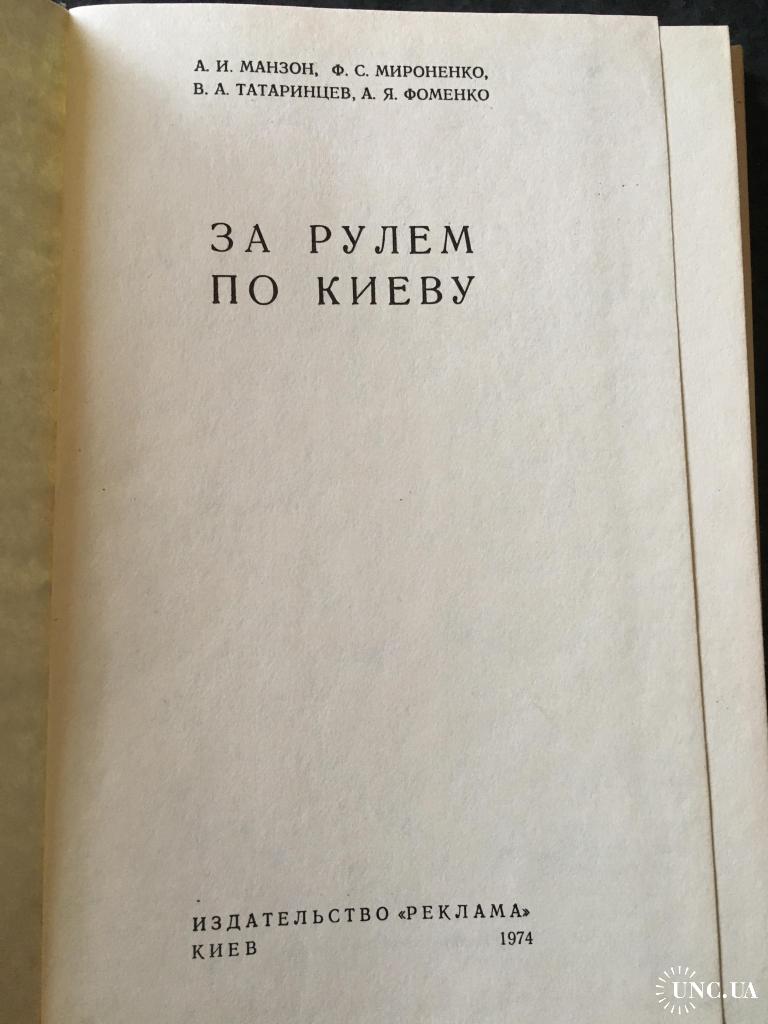 А. И. МАНЗОН, Ф. С. МИРОНЕНКО,
В. А. ТАТАРИНЦЕВ, А. Я. ФОМЕНКО
ЗА РУЛЕМ
ПО КИЕВУ
ИЗДАТЕЛЬСТВО «РЕКЛАМА»
КИЕВ 1974
UNC.UA